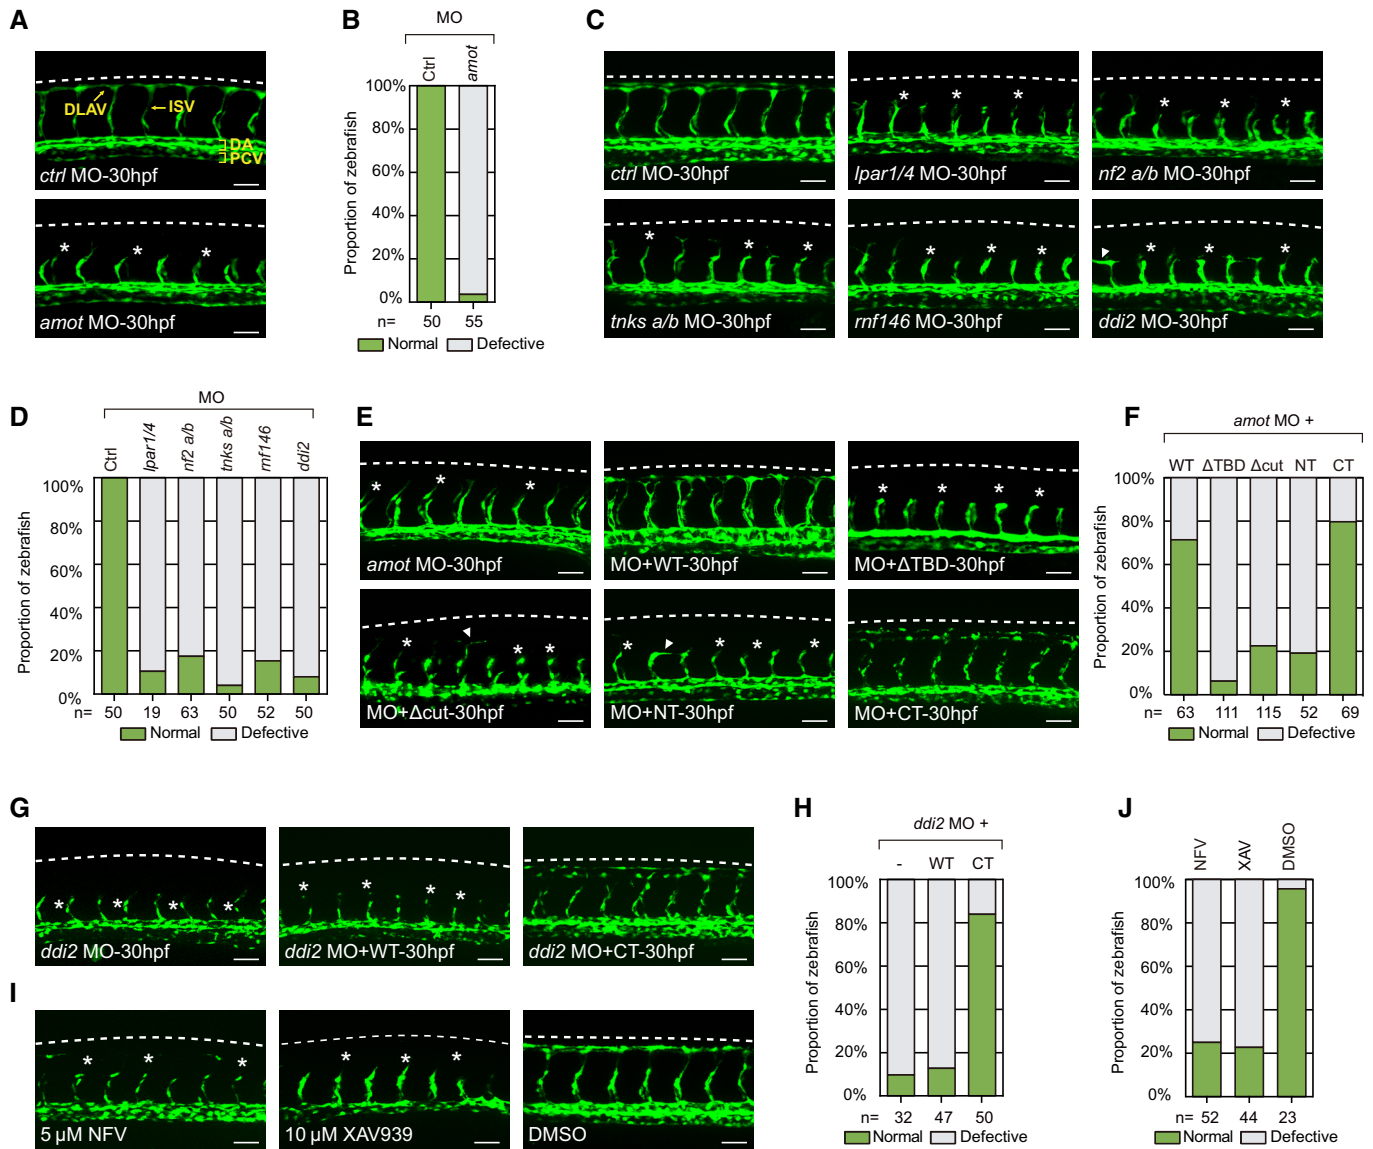 A
DLAV
ISV
DA
PCV
ctrl MO-30hpf
amot MO-30hpf
B
MO
Ctrl
amot
Proportion of zebrafish
100%
80%
60%
40%
20%
0%
n= 50 55
Normal Defective
C
ctrl MO-30hpf
lpar1/4 MO-30hpf
nf2 a/b MO-30hpf
tnks a/b MO-30hpf
rnf146 MO-30hpf
ddi2 MO-30hpf
D
MO
Ctrl
lpar1/4
nf2 a/b
tnks a/b
rnf146
ddi2
Proportion of zebrafish
100%
80%
60%
40%
20%
0%
n= 50 19 63 50 52 50
Normal Defective
E
amot MO-30hpf
MO+WT-30hpf
MO+ΔTBD-30hpf
MO+Δcut-30hpf
MO+NT-30hpf
MO+CT-30hpf
F
amot MO +
WT ΔTBD Δcut NT CT
Proportion of zebrafish
100%
80%
60%
40%
20%
0%
n= 63 111 115 52 69
Normal Defective
G
ddi2 MO-30hpf
ddi2 MO+WT-30hpf
ddi2 MO+CT-30hpf
H
ddi2 MO +
- WT CT
Proportion of zebrafish
100%
80%
60%
40%
20%
0%
n= 32 47 50
Normal Defective
I
5 µM NFV
10 µM XAV939
DMSO
J
NFV
XAV
DMSO
Proportion of zebrafish
100%
80%
60%
40%
20%
0%
n= 52 44 23
Normal Defective